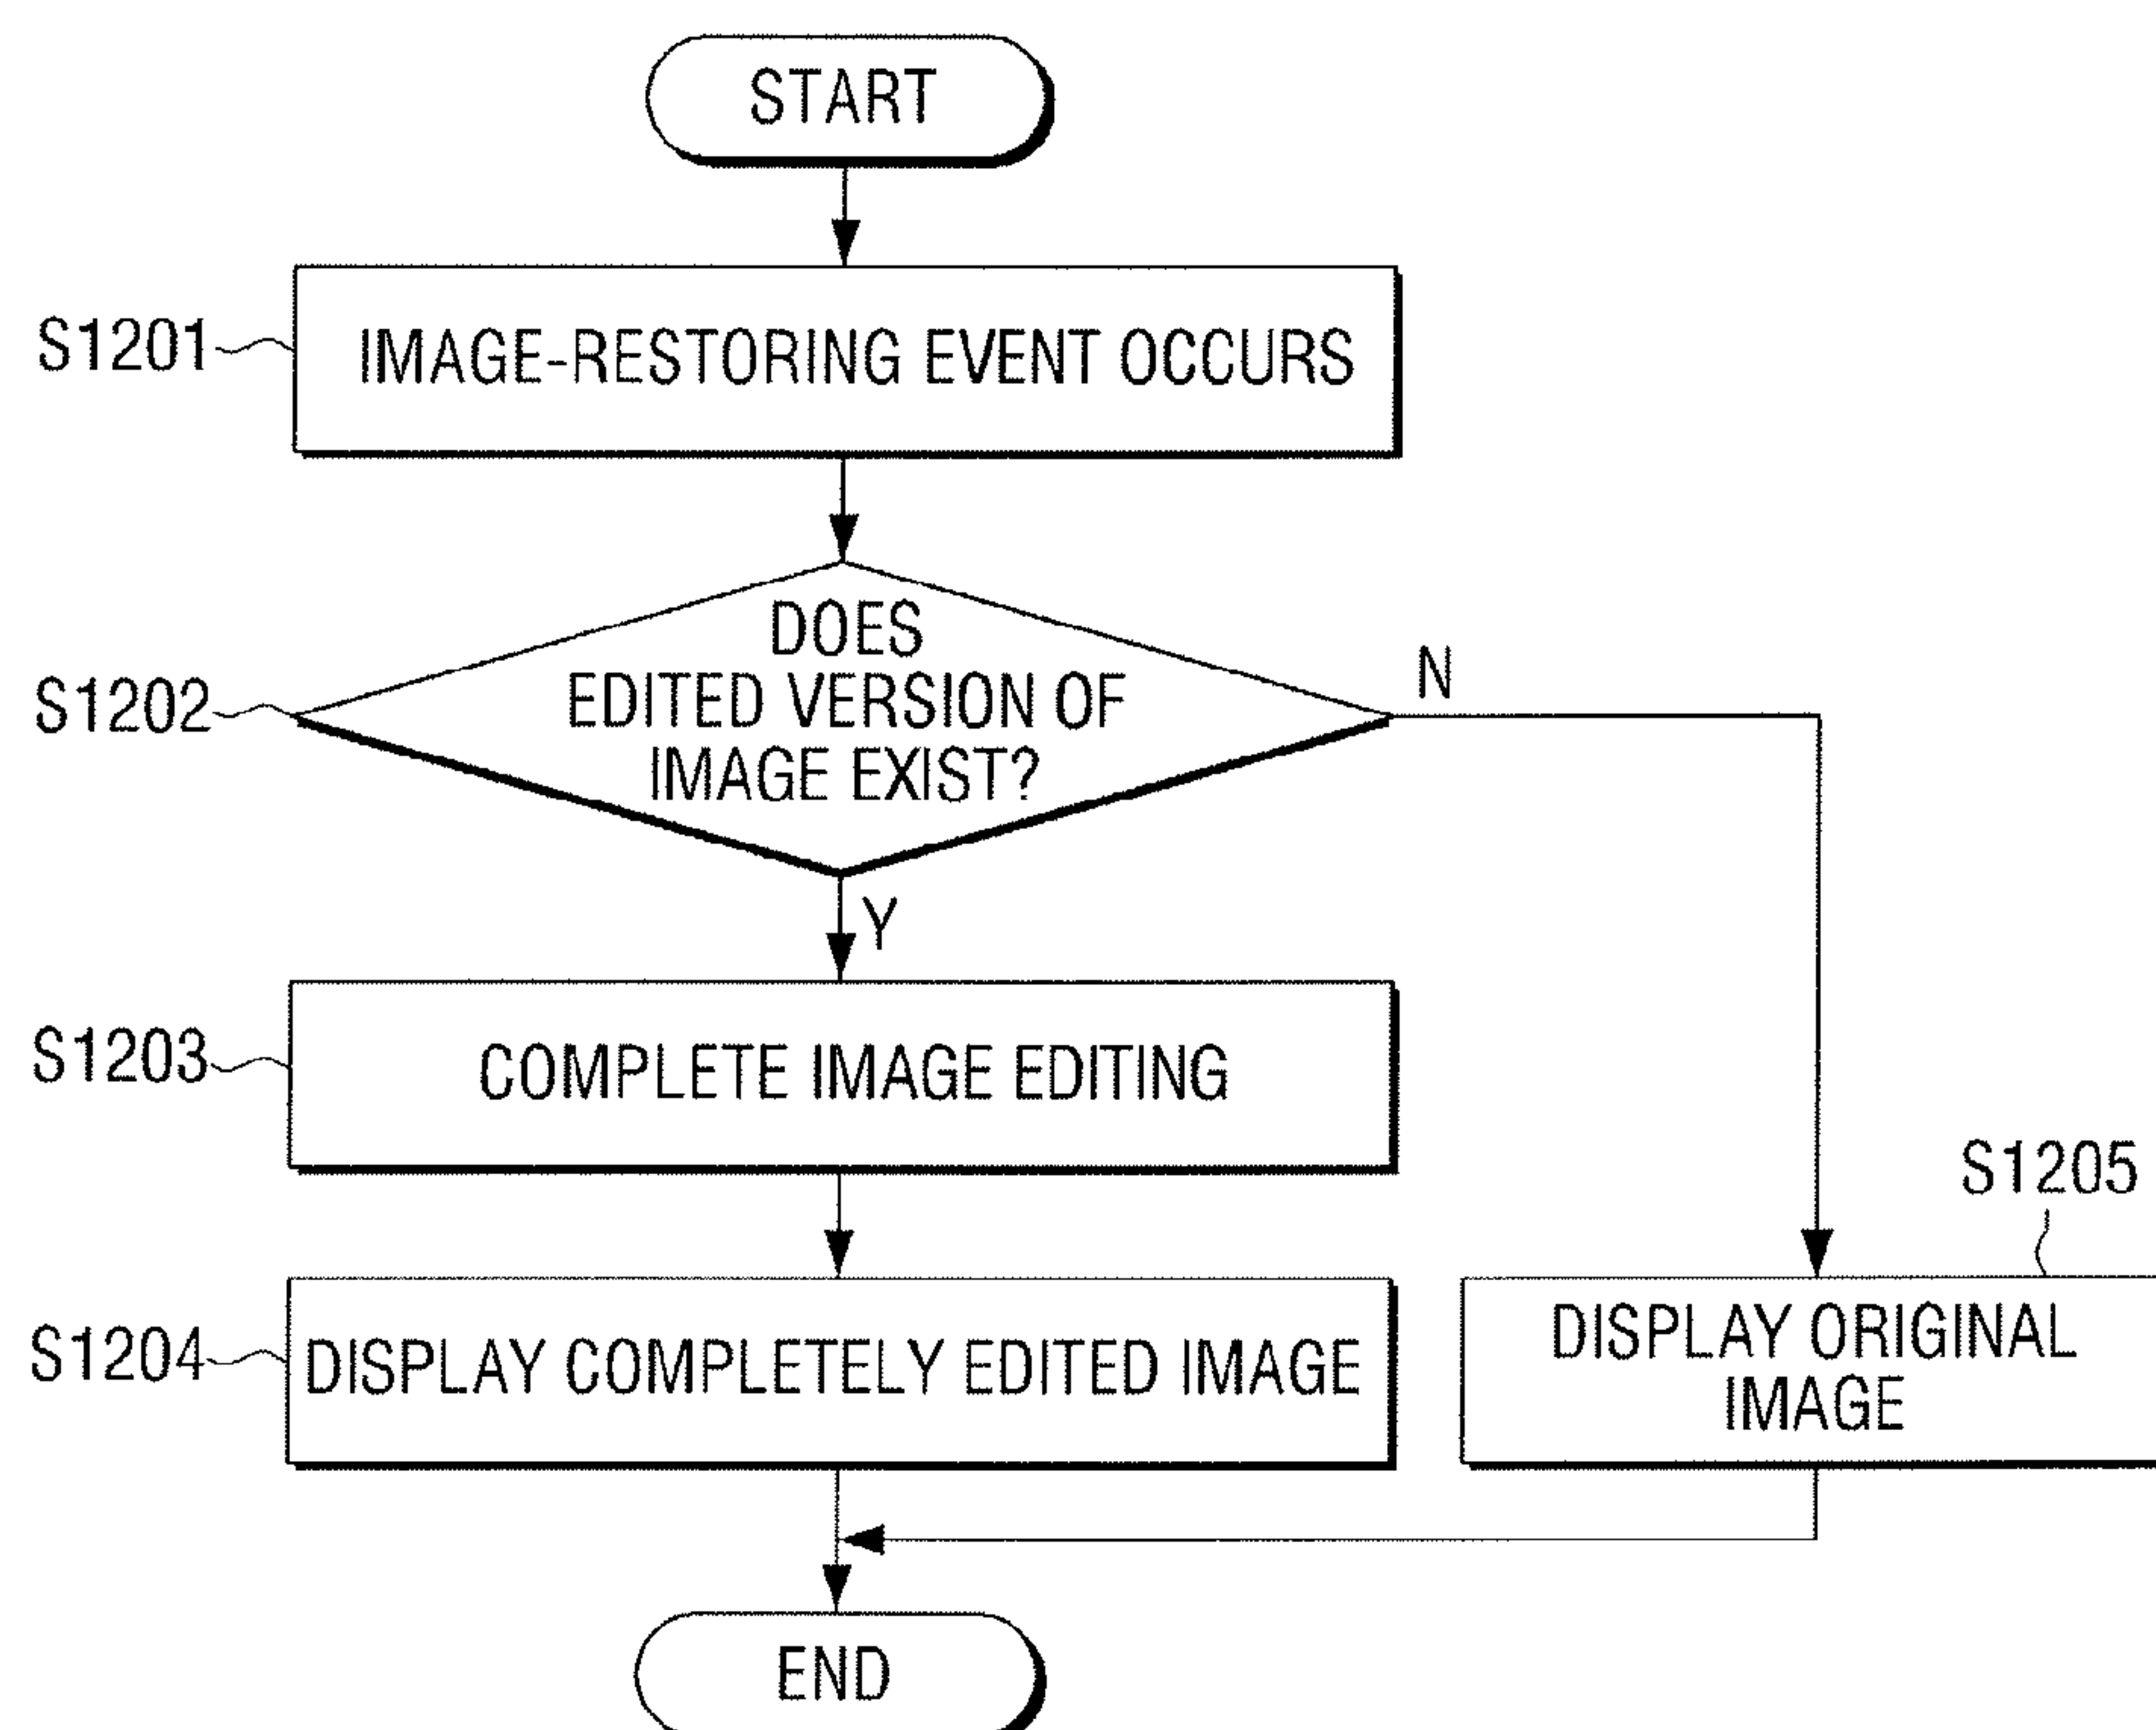 START
S1201
IMAGE-RESTORING EVENT OCCURS
S1202
DOES
EDITED VERSION OF
IMAGE EXIST?
N
Y
S1203
COMPLETE IMAGE EDITING
S1205
S1204
DISPLAY COMPLETELY EDITED IMAGE
DISPLAY ORIGINAL
IMAGE
END